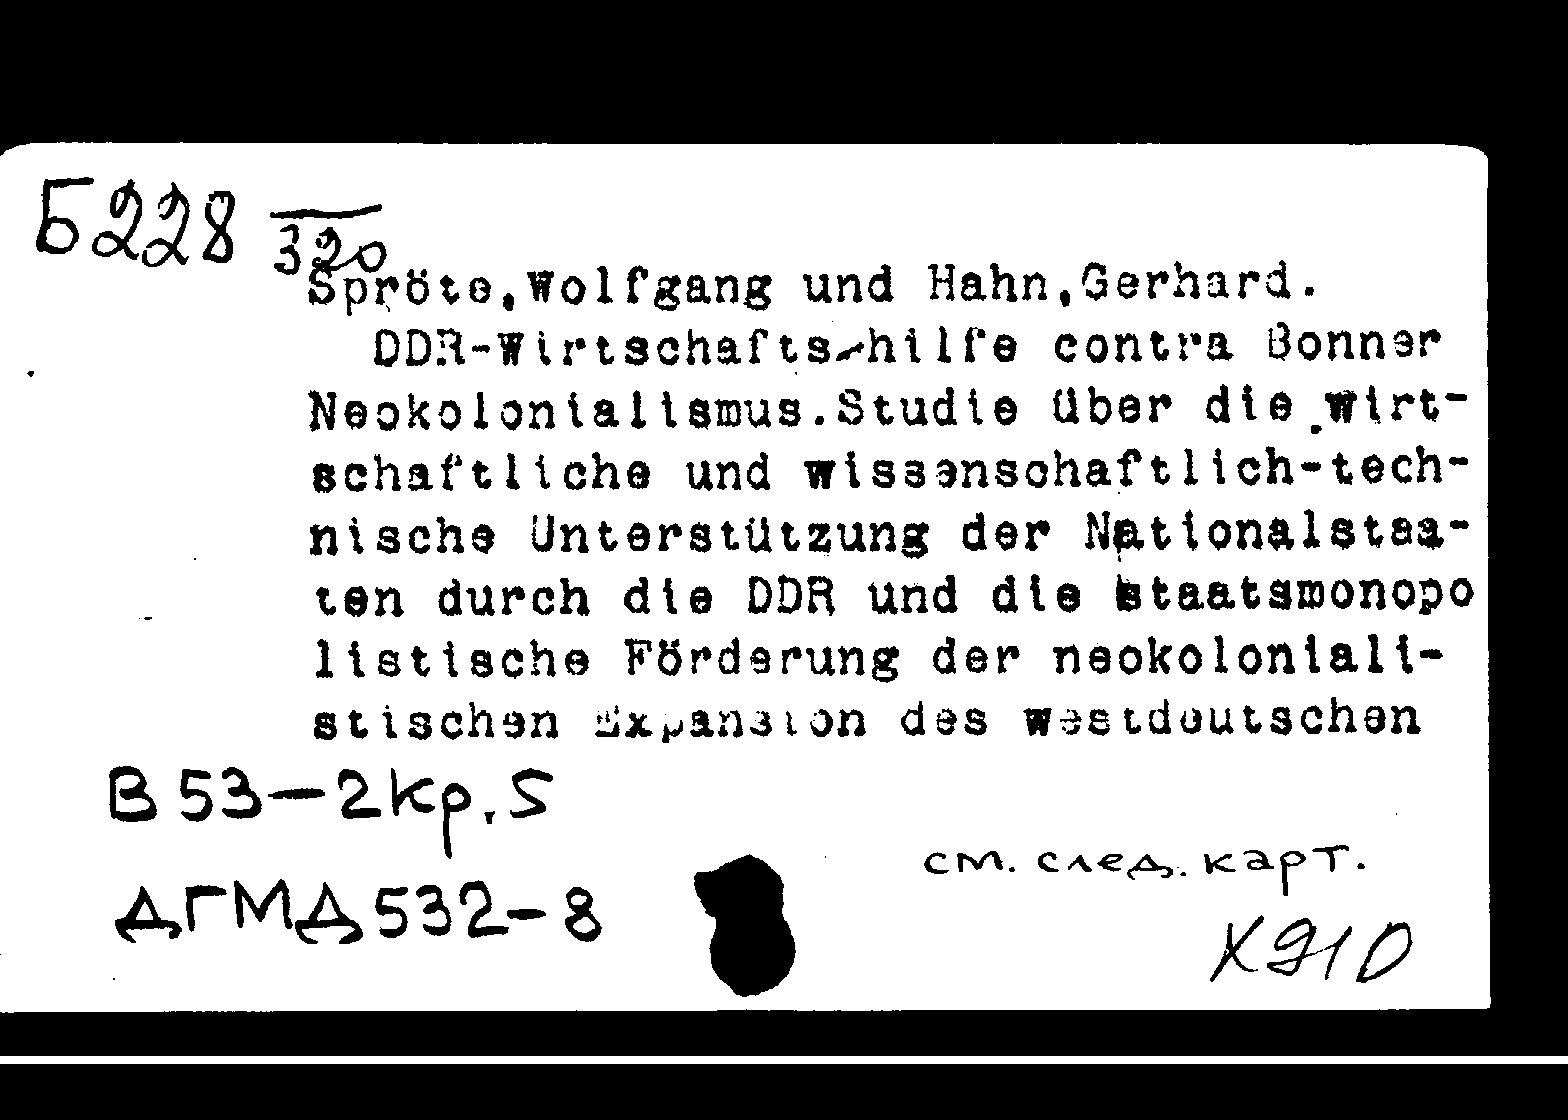 Б228
320
Spröte,Wolfgang und Hahn,Gerhard.
DDR-Wirtschafts-hilfe contra Bonner
Neokolonialismus.Studie über die wirt-
schaftliche und wissenschaftlich-tech-
nische Unterstützung der Nationalstaa-
ten durch die DDR und die staatsmonopo
listische Förderung der neokoloniali-
stischen Expansion des westdeutschen
В 53-2кр.5
см. след. карт.
ДГМД532-8
X910